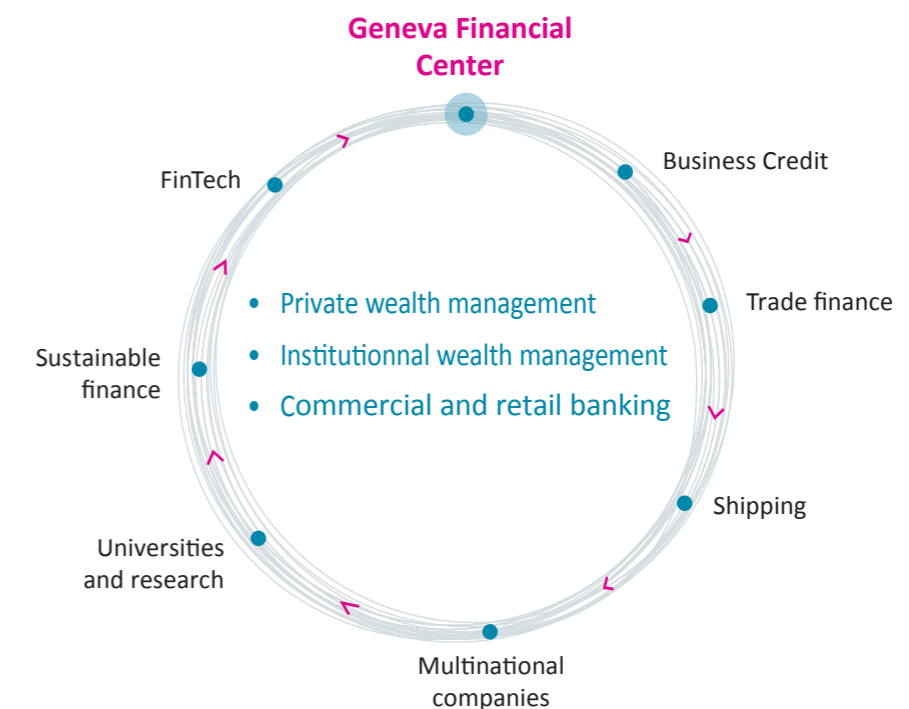 Geneva Financial
Center
Business Credit
FinTech
Trade finance
• Private wealth management
• Institutionnal wealth management
• Commercial and retail banking
Sustainable
finance
Shipping
Universities
and research
Multinational
companies